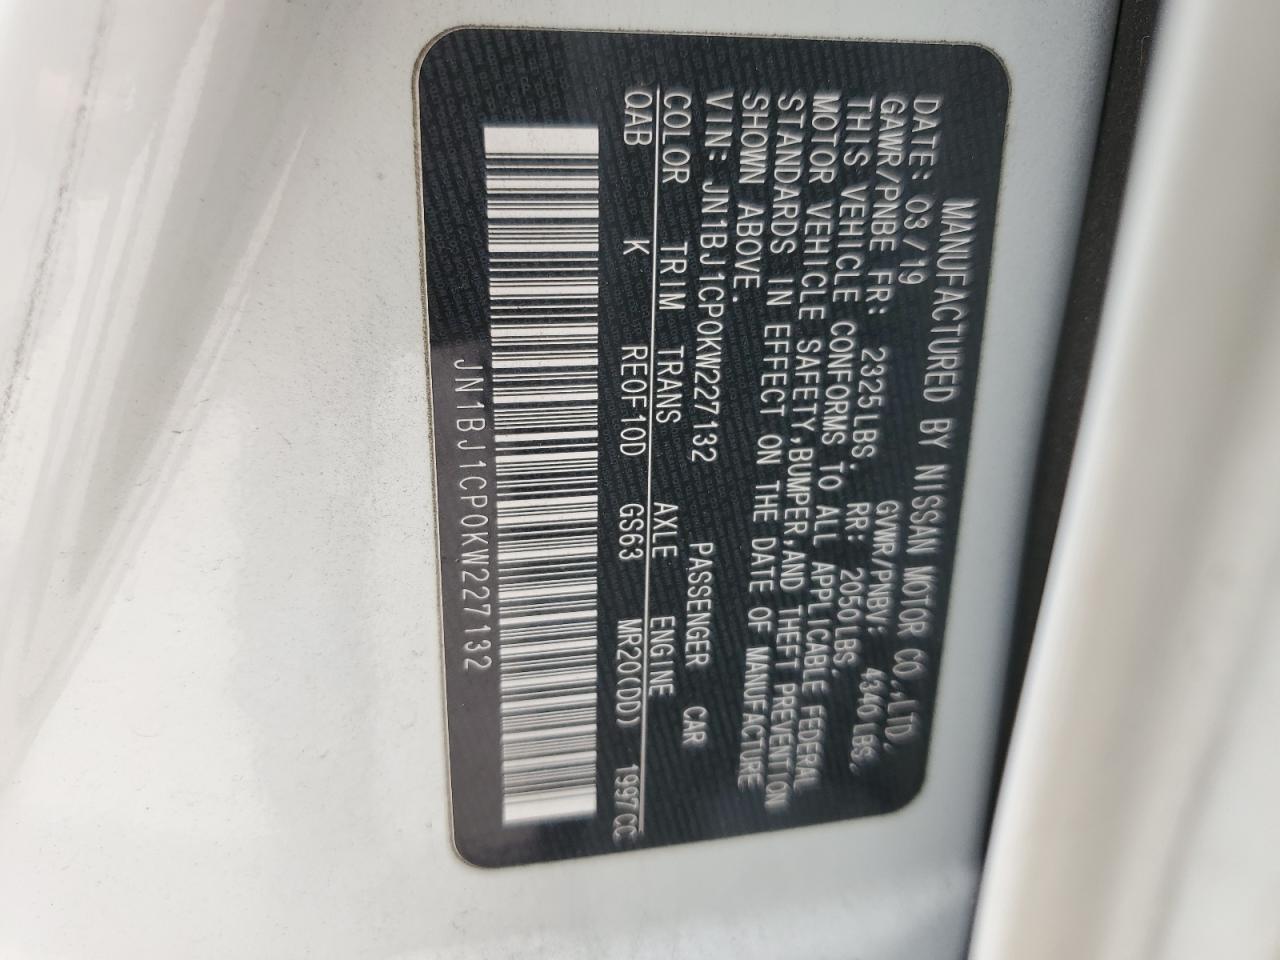 MANUFACTURED BY NISSAN MOTOR CO.,LTD.
DATE: 03/19 GVWR/PNBV: 4340LBS.
GAWR/PNBE FR: 2325LBS. RR: 2050LBS.
THIS VEHICLE CONFORMS TO ALL APPLICABLE FEDERAL
MOTOR VEHICLE SAFETY,BUMPER,AND THEFT PREVENTION
STANDARDS IN EFFECT ON THE DATE OF MANUFACTURE
SHOWN ABOVE.
VIN: JN1BJ1CP0KW227132 PASSENGER CAR
COLOR TRIM TRANS AXLE ENGINE
QAB K RE0F10D GS63 MR20(DD) 1997CC
JN1BJ1CP0KW227132